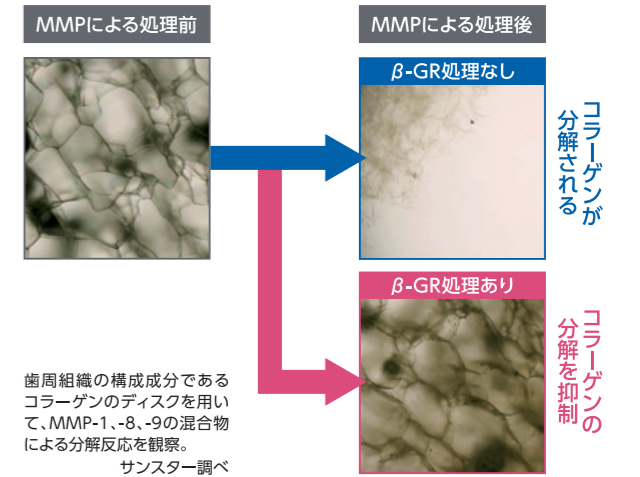 MMPによる処理前
MMPによる処理後
β-GR処理なし
コラーゲンが
分解される
β-GR処理あり
コラーゲンの
分解を抑制
歯周組織の構成成分である
コラーゲンのディスクを用い
て、MMP-1、-8、-9の混合物
による分解反応を観察。
サンスター調べ